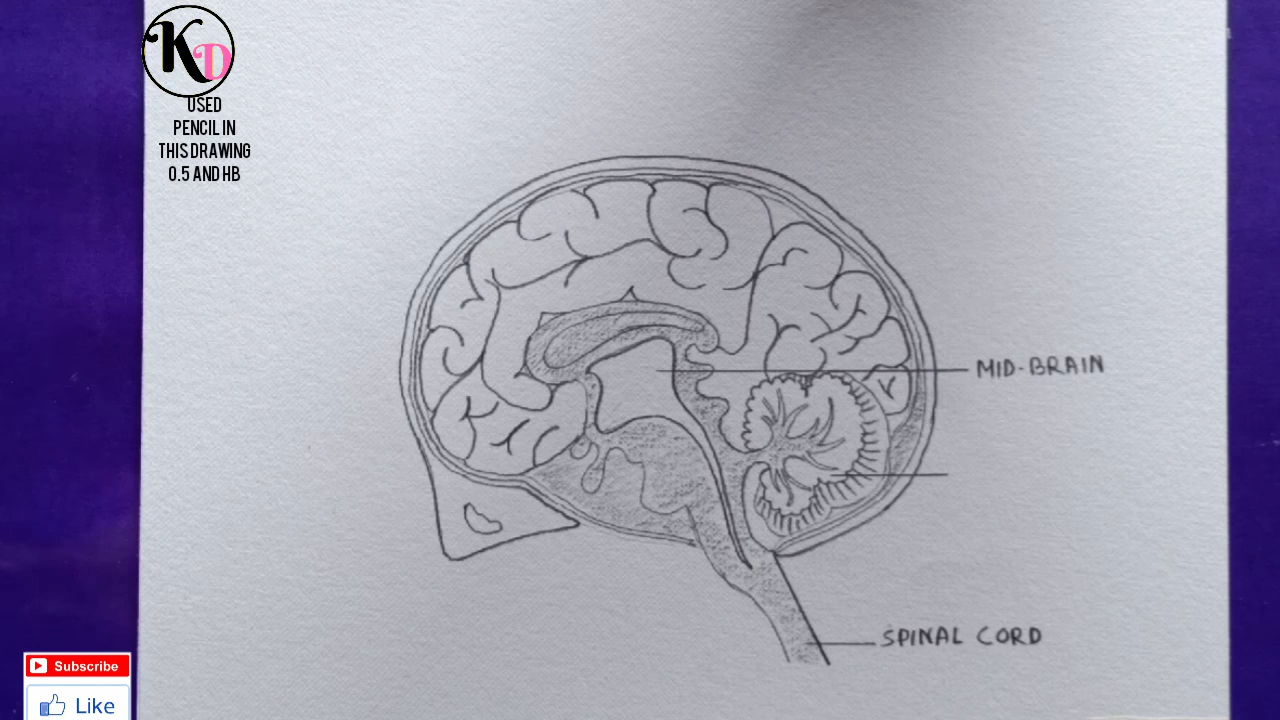 KD
USED
PENCIL IN
THIS DRAWING
0.5 AND HB
MID-BRAIN
SPINAL CORD
Subscribe
Like